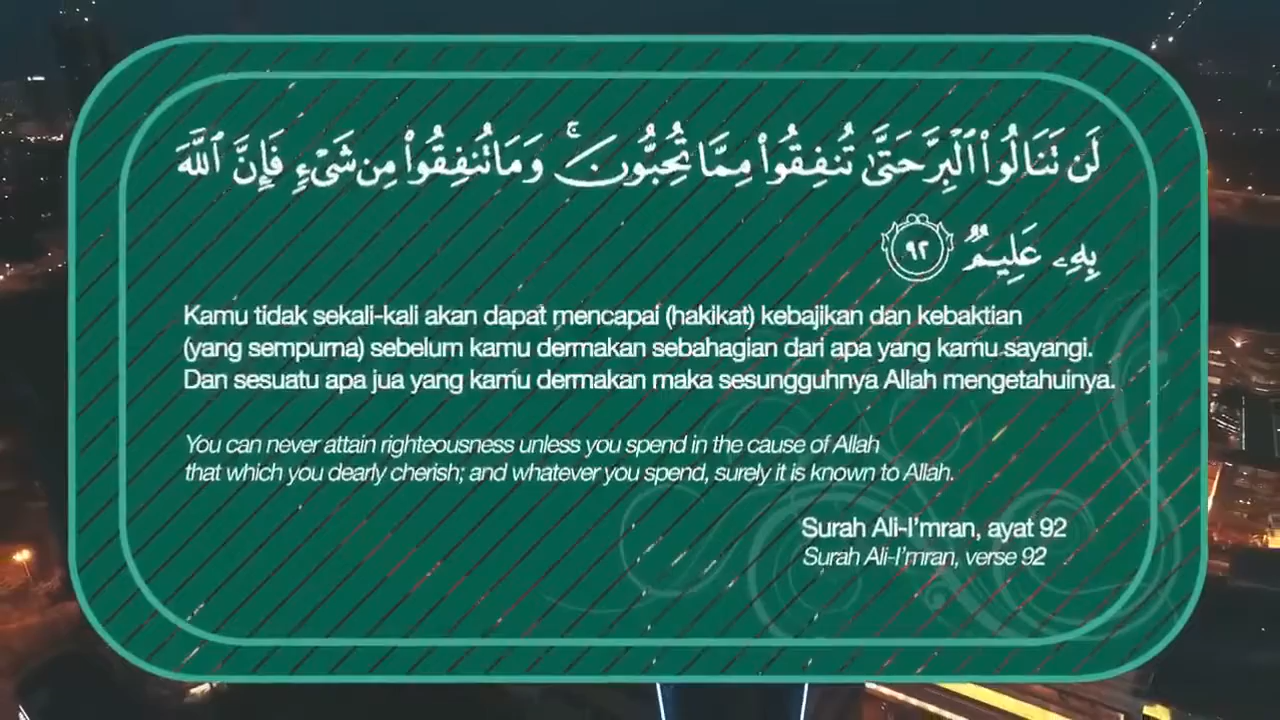 لَن تَنَالُوا۟ ٱلْبِرَّ حَتَّىٰ تُنفِقُوا۟ مِمَّا تُحِبُّونَ ۚ وَمَا تُنفِقُوا۟ مِن شَىْءٍ فَإِنَّ ٱللَّهَ
بِهِۦ عَلِيمٌ ٩٢
Kamu tidak sekali-kali akan dapat mencapai (hakikat) kebajikan dan kebaktian
(yang sempurna) sebelum kamu dermakan sebahagian dari apa yang kamu sayangi.
Dan sesuatu apa jua yang kamu dermakan maka sesungguhnya Allah mengetahuinya.
You can never attain righteousness unless you spend in the cause of Allah
that which you dearly cherish; and whatever you spend, surely it is known to Allah.
Surah Ali-I'mran, ayat 92
Surah Ali-I'mran, verse 92